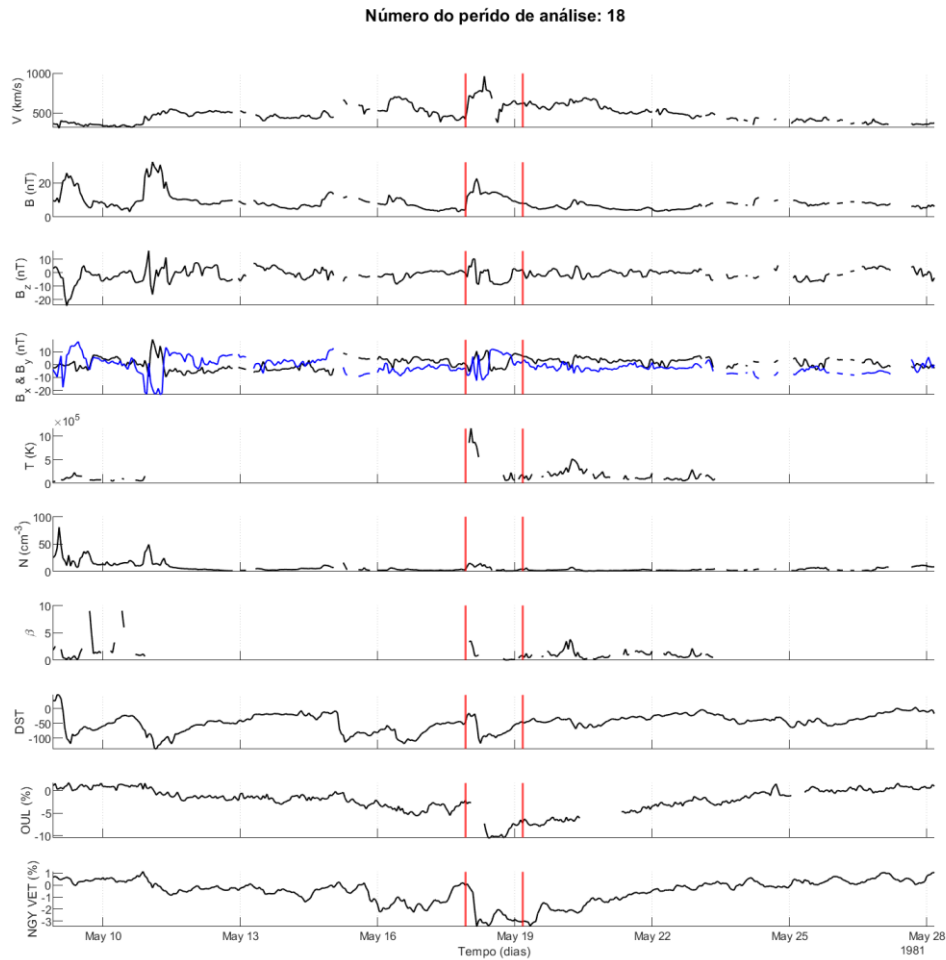 Número do perído de análise: 18
1000
500
V (km/s)
20
0
B (nT)
10
0
-10
-20
B_z (nT)
10
0
-10
-20
B_x & B_y (nT)
×10^5
10
5
0
T (K)
100
50
0
N (cm^-3)
10
5
0
β
0
-50
-100
DST
0
-5
-10
OUL (%)
1
0
-1
-2
-3
NGY VET (%)
May 10 May 13 May 16 May 19 May 22 May 25 May 28
Tempo (dias) 1981